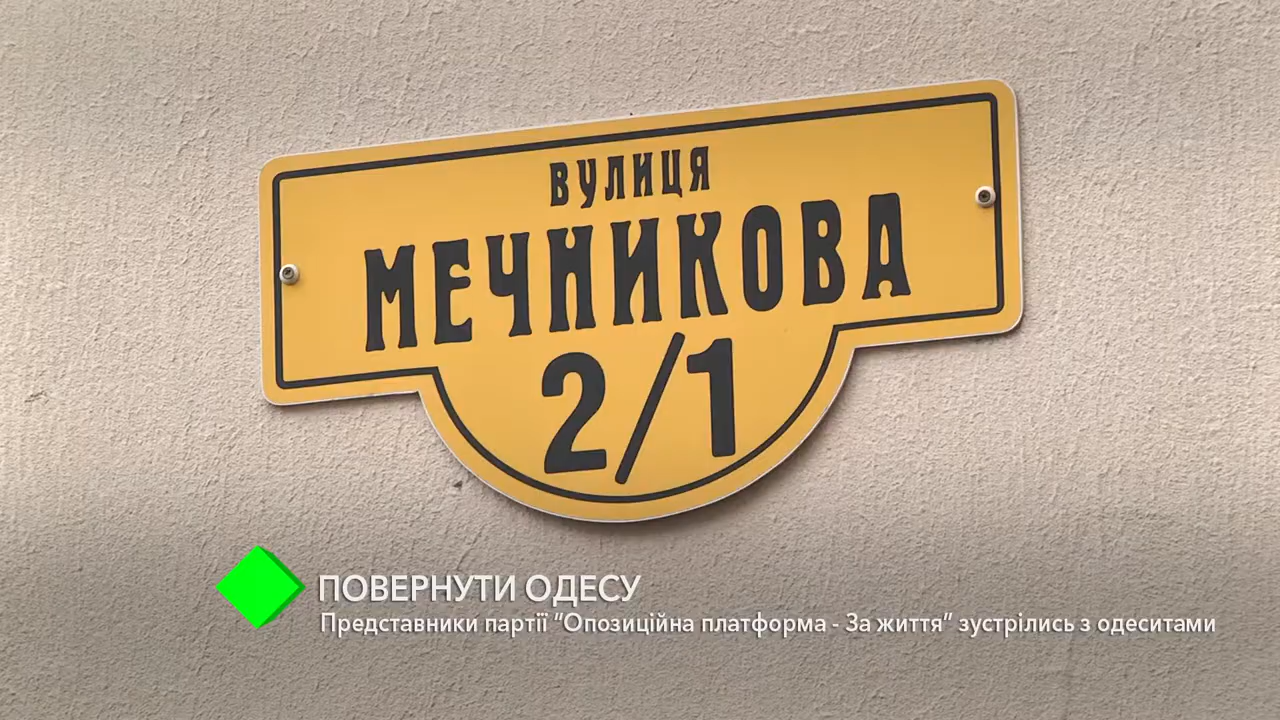 ВУЛИЦЯ
МЕЧНИКОВА
2/1
ПОВЕРНУТИ ОДЕСУ
Представники партії "Опозиційна платформа - За життя" зустрілись з одеситами